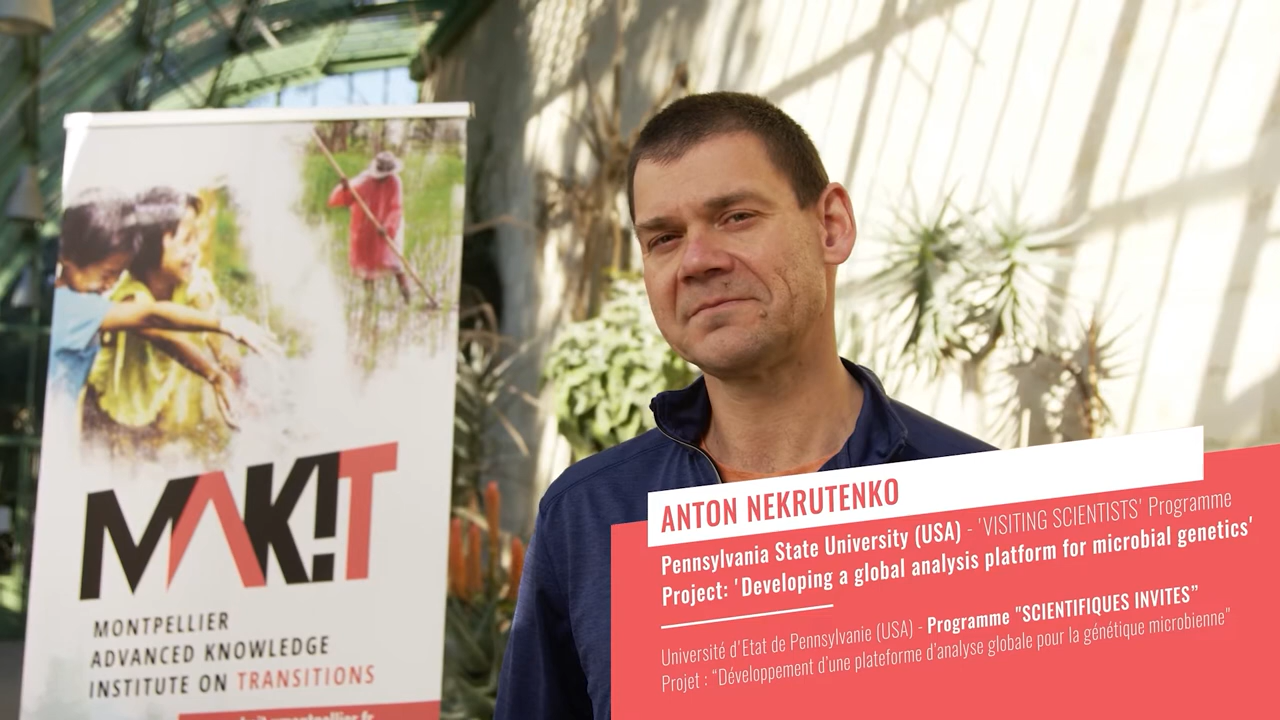 MAK!T
MONTPELLIER
ADVANCED KNOWLEDGE
INSTITUTE ON TRANSITIONS
ANTON NEKRUTENKO
Pennsylvania State University (USA) - 'VISITING SCIENTISTS' Programme
Project: 'Developing a global analysis platform for microbial genetics'
Université d'Etat de Pennsylvanie (USA) - Programme "SCIENTIFIQUES INVITES”
Projet : “Développement d'une plateforme d'analyse globale pour la génétique microbienne"